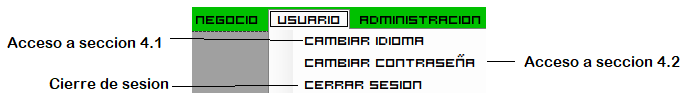 NEGOCIO USUARIO ADMINISTRACION
Acceso a seccion 4.1 CAMBIAR IDIOMA
CAMBIAR CONTRASEÑA Acceso a seccion 4.2
Cierre de sesion CERRAR SESION